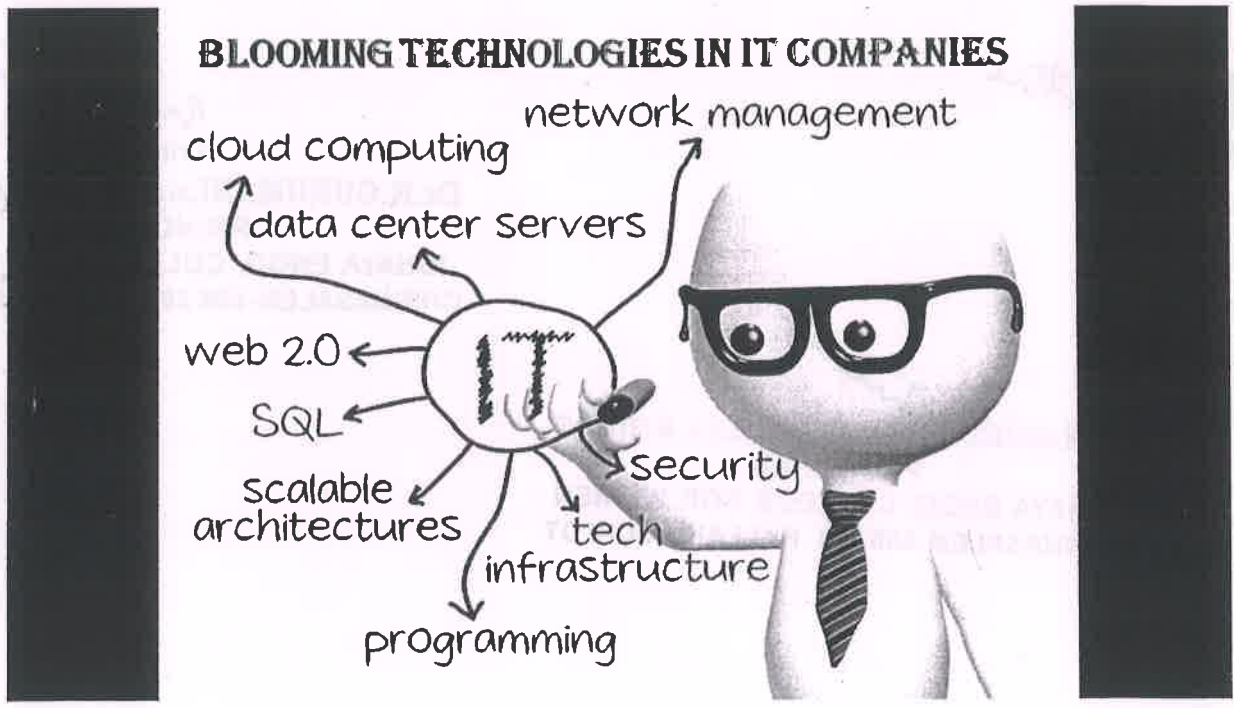 BLOOMING TECHNOLOGIES IN IT COMPANIES
network management
cloud computing
data center servers
IT
web 2.0
SQL
security
scalable
architectures
tech
infrastructure
programming